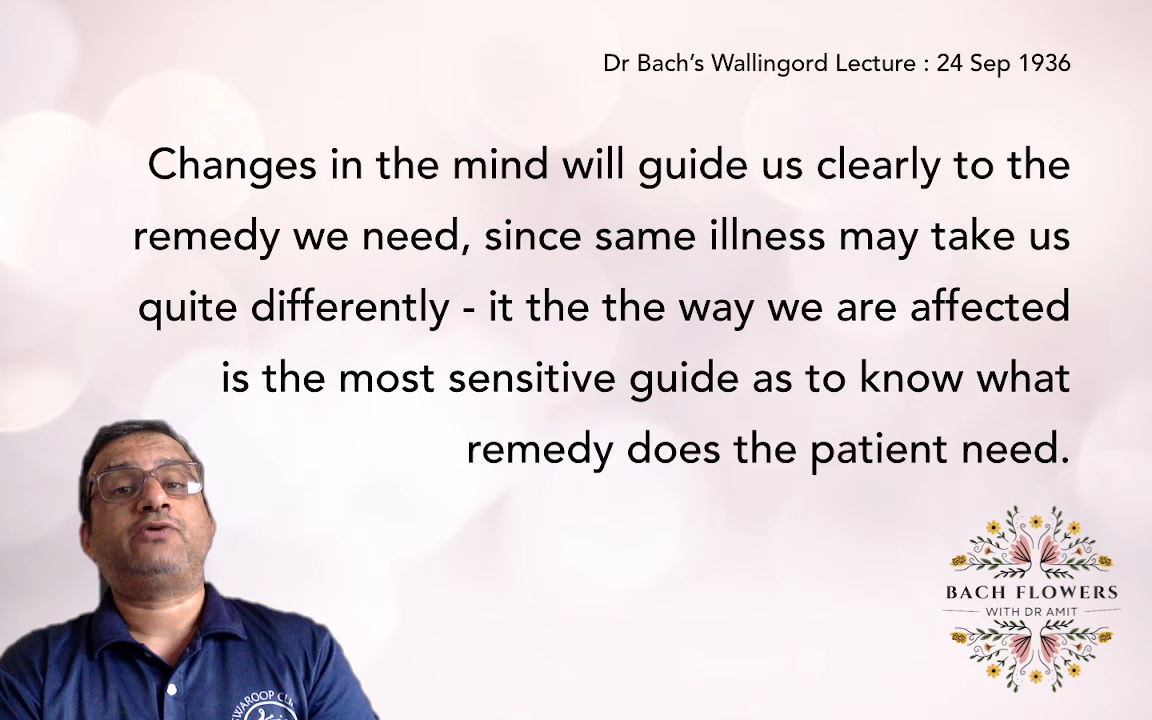 Dr Bach's Wallingord Lecture : 24 Sep 1936
Changes in the mind will guide us clearly to the
remedy we need, since same illness may take us
quite differently - it the the way we are affected
is the most sensitive guide as to know what
remedy does the patient need.
BACH FLOWERS
WITH DR AMIT